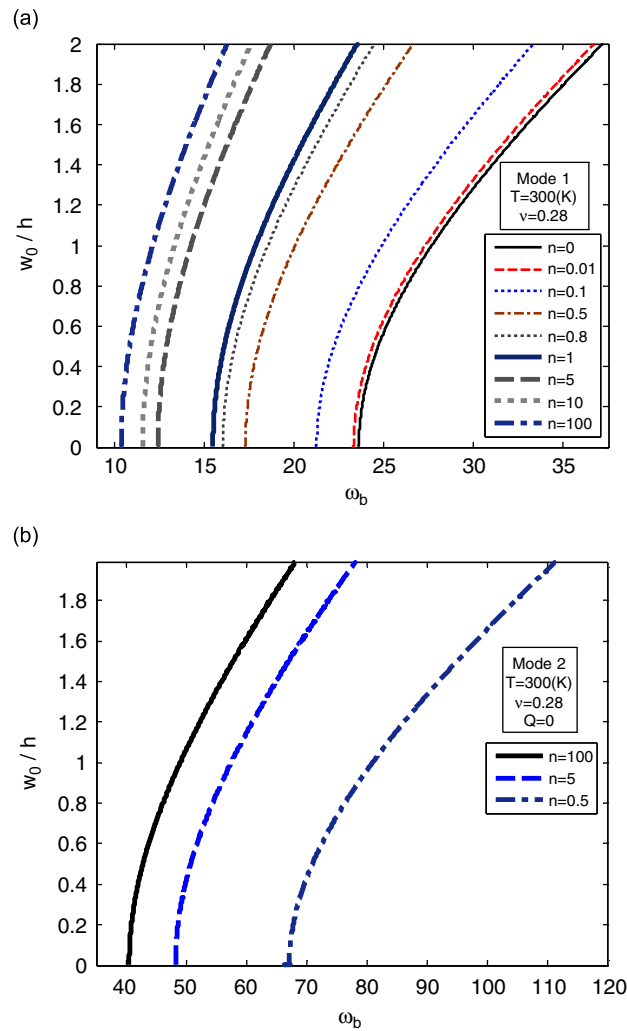 (a)
2
1.8
1.6
1.4
1.2
1
0.8
0.6
0.4
0.2
0
w0 / h
Mode 1
T=300(K)
ν=0.28
n=0
n=0.01
n=0.1
n=0.5
n=0.8
n=1
n=5
n=10
n=100
10 15 20 25 30 35
ωb
(b)
1.8
1.6
1.4
1.2
1
0.8
0.6
0.4
0.2
0
w0 / h
Mode 2
T=300(K)
ν=0.28
Q=0
n=100
n=5
n=0.5
40 50 60 70 80 90 100 110 120
ωb